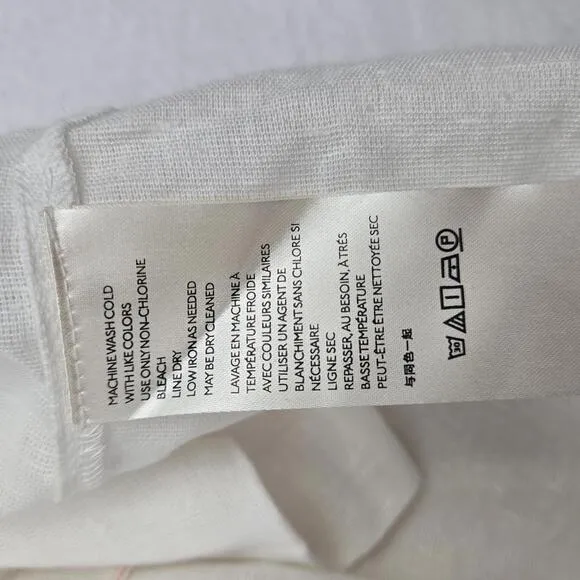 MACHINE WASH COLD
WITH LIKE COLORS
USE ONLY NON-CHLORINE
BLEACH
LINE DRY
LOW IRON AS NEEDED
MAY BE DRY CLEANED
LAVAGE EN MACHINE À
TEMPÉRATURE FROIDE
AVEC COULEURS SIMILAIRES
UTILISER UN AGENT DE
BLANCHIMENT SANS CHLORE SI
NÉCESSAIRE
LIGNE SEC
REPASSER, AU BESOIN, À TRÈS
BASSE TEMPÉRATURE
PEUT-ÊTRE ÊTRE NETTOYÉE SEC
与同色一起
30 P